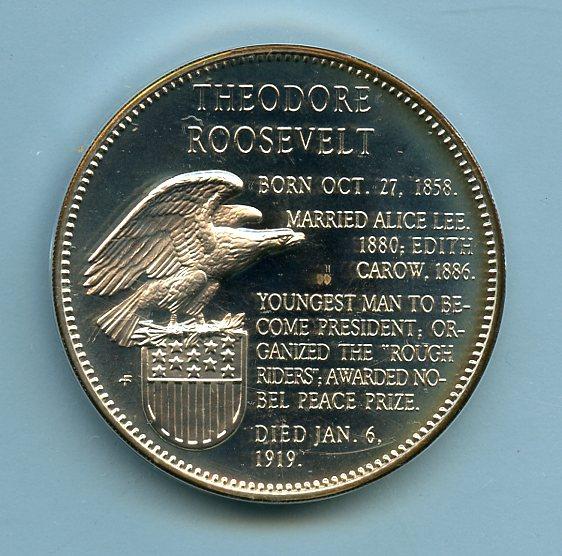 THEODORE
ROOSEVELT
BORN OCT. 27, 1858.
MARRIED ALICE LEE.
1880; EDITH
CAROW, 1886.
YOUNGEST MAN TO BE-
COME PRESIDENT; OR-
GANIZED THE "ROUGH
RIDERS"; AWARDED NO-
BEL PEACE PRIZE.
DIED JAN. 6,
1919.